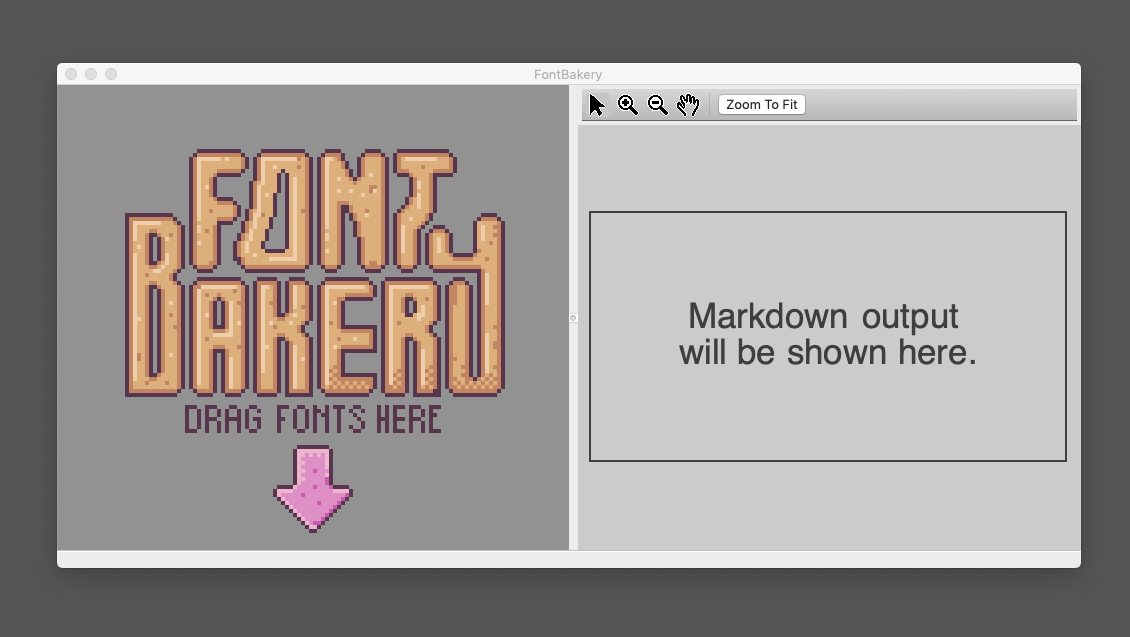 FontBakery
Zoom To Fit
FONT
BAKERY
DRAG FONTS HERE
Markdown output
will be shown here.